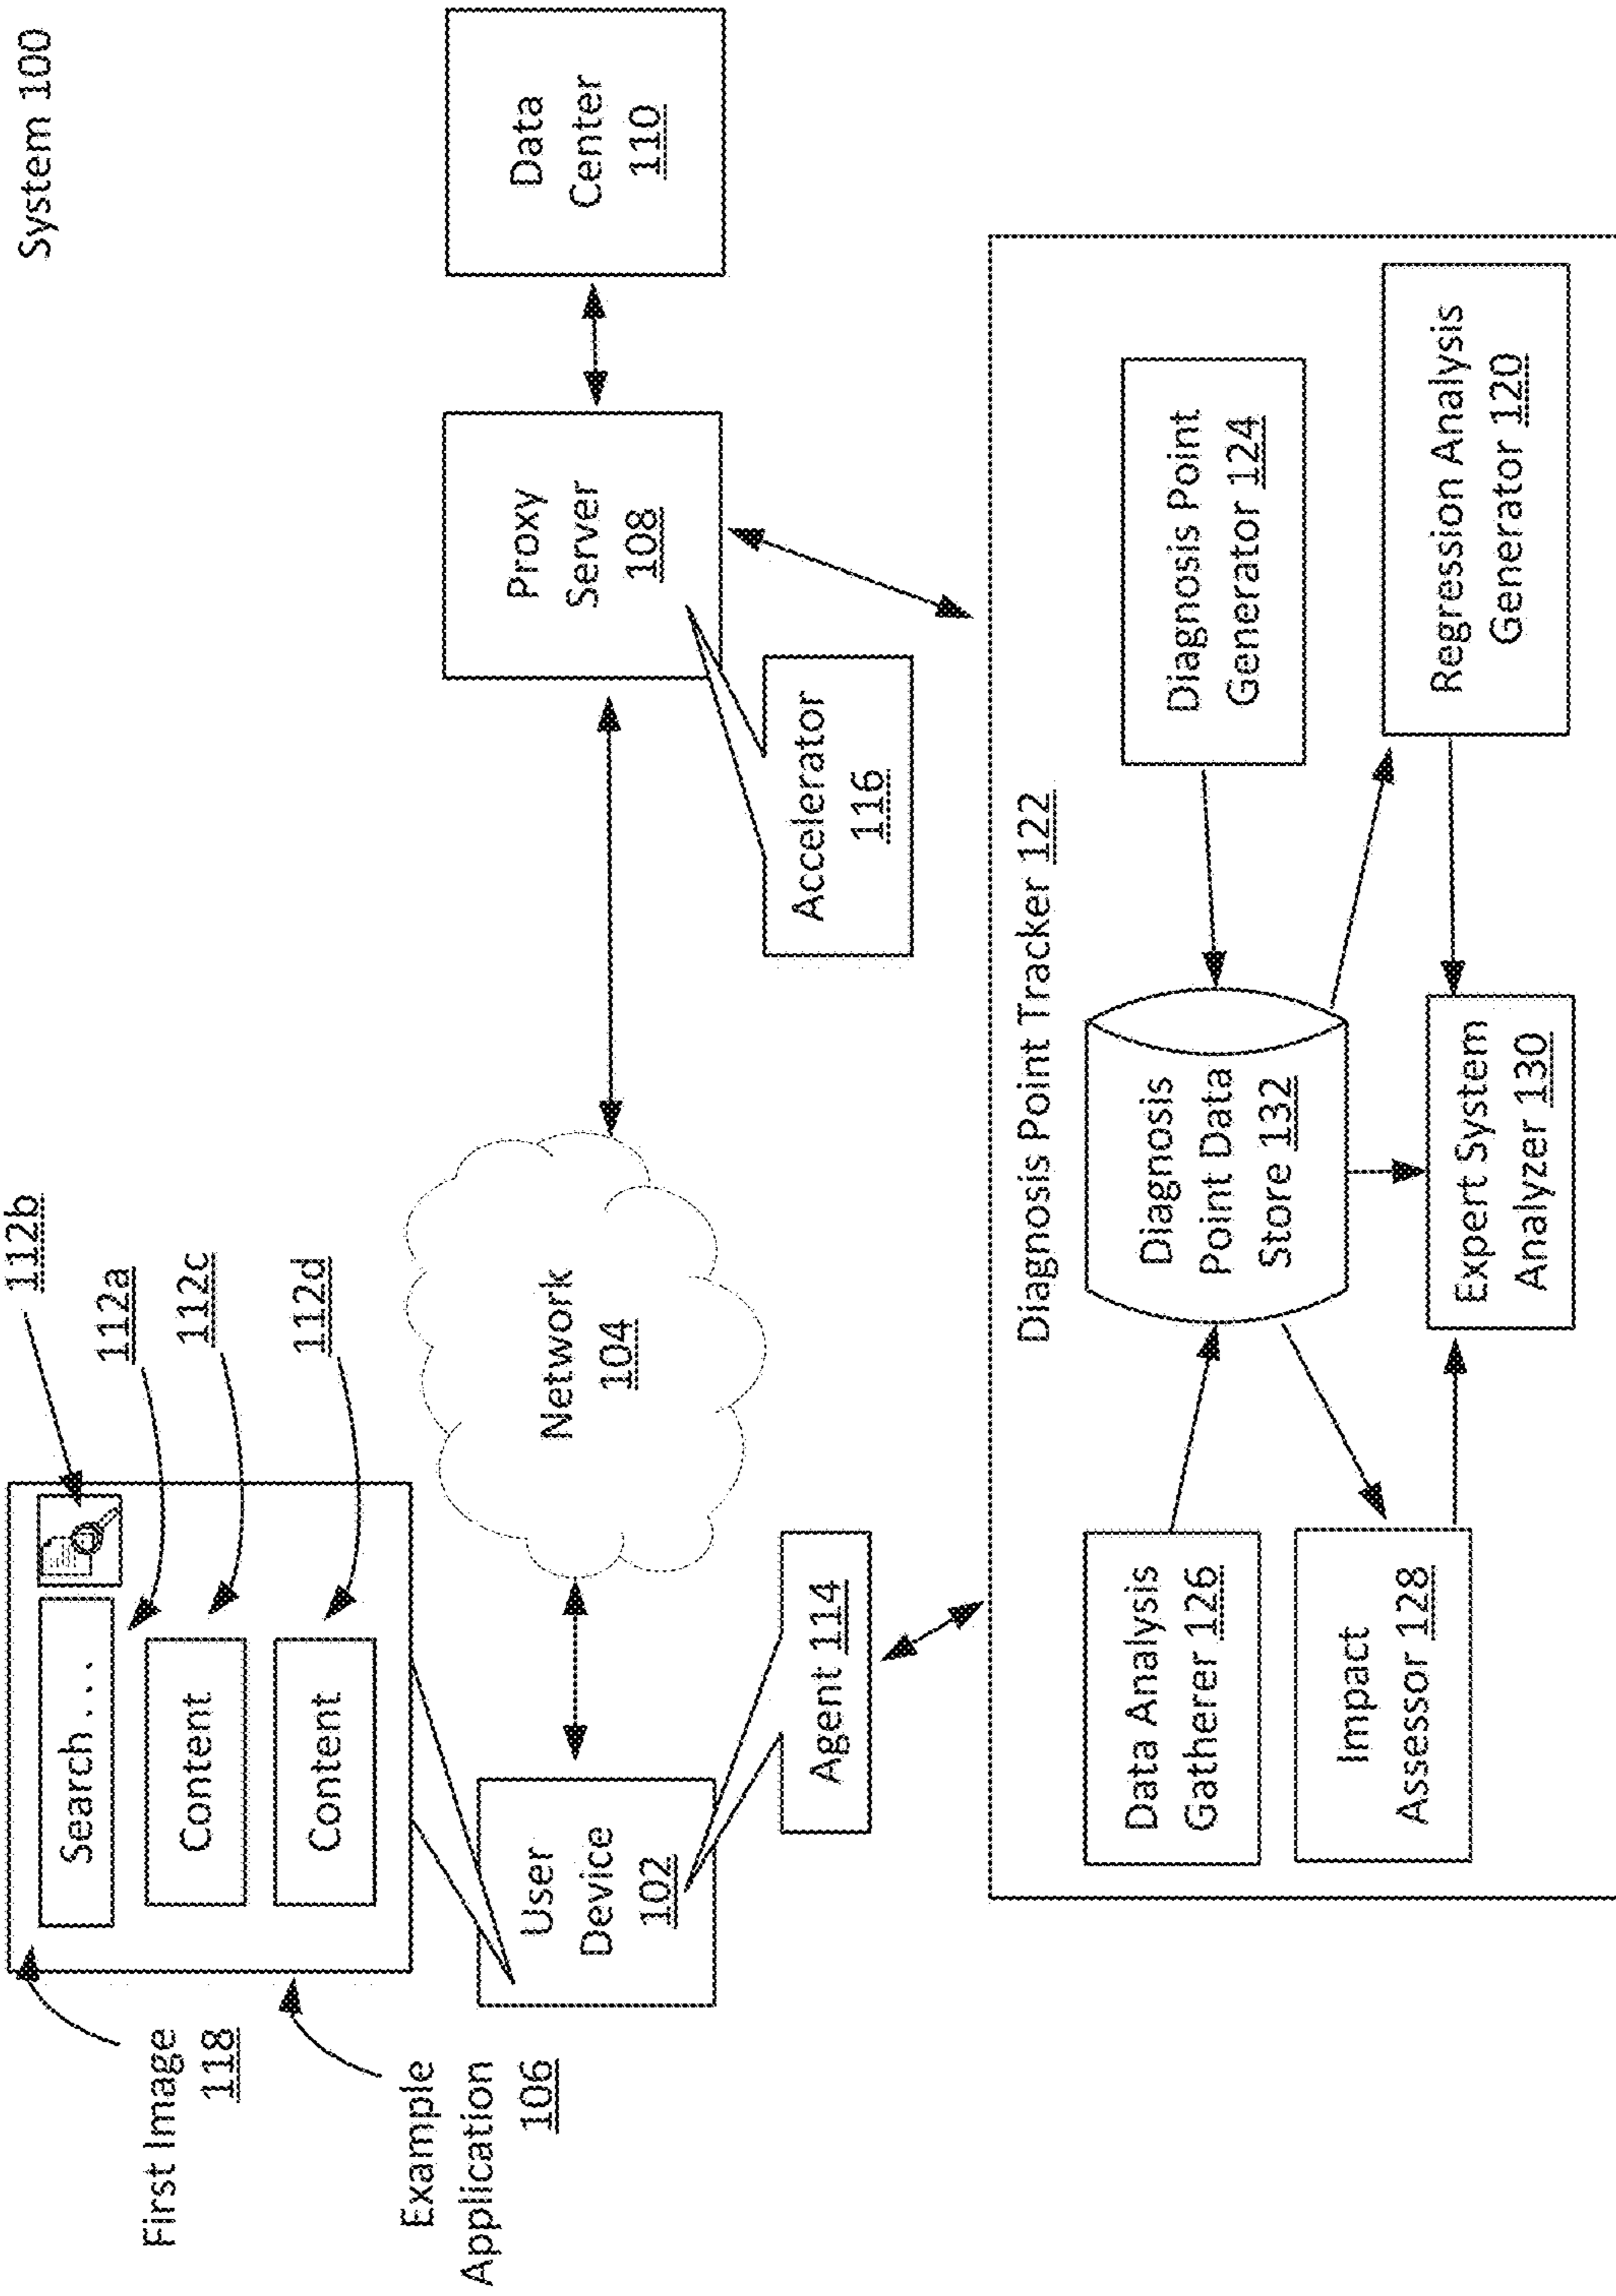 System 100
112b
112a
112c
112d
First Image
118
Search . . .
Content
Content
Example
Application
106
User
Device
102
Network
104
Proxy
Server
108
Data
Center
110
Agent 114
Accelerator
116
Diagnosis Point Tracker 122
Data Analysis
Gatherer 126
Diagnosis
Point Data
Store 132
Diagnosis Point
Generator 124
Impact
Assessor 128
Expert System
Analyzer 130
Regression Analysis
Generator 120